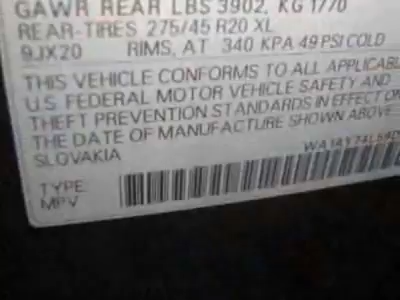 GAWR REAR LBS 3902, KG 1770
REAR-TIRES 275/45 R20 XL
9JX20 RIMS, AT 340 KPA 49 PSI COLD
THIS VEHICLE CONFORMS TO ALL APPLICABL
U.S. FEDERAL MOTOR VEHICLE SAFETY AND
THEFT PREVENTION STANDARDS IN EFFECT ON
THE DATE OF MANUFACTURE SHOWN ABOVE
SLOVAKIA
TYPE
MPV